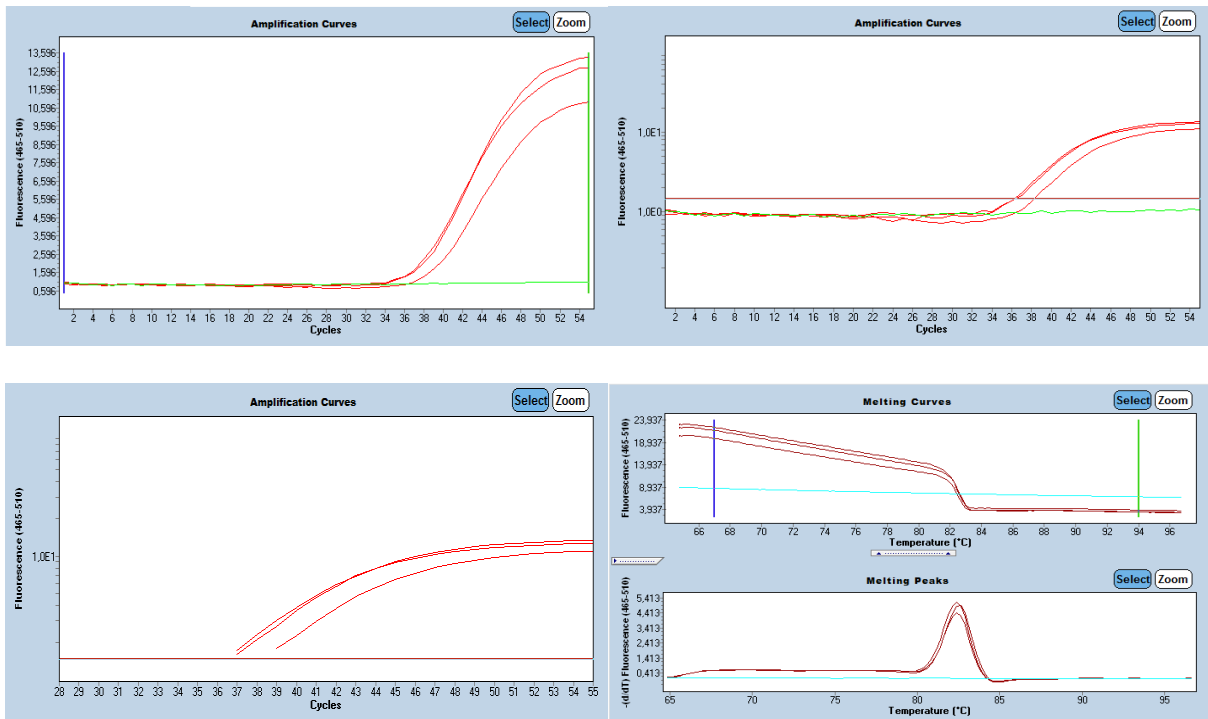 Amplification Curves Select Zoom
Fluorescence (465-510)
13,596
12,596
11,596
10,596
9,596
8,596
7,596
6,596
5,596
4,596
3,596
2,596
1,596
0,596
2 4 6 8 10 12 14 16 18 20 22 24 26 28 30 32 34 36 38 40 42 44 46 48 50 52 54
Cycles
Amplification Curves Select Zoom
Fluorescence (465-510)
1,0E1
1,0E0
2 4 6 8 10 12 14 16 18 20 22 24 26 28 30 32 34 36 38 40 42 44 46 48 50 52 54
Cycles
Amplification Curves Select Zoom
Fluorescence (465-510)
1,0E1
28 29 30 31 32 33 34 35 36 37 38 39 40 41 42 43 44 45 46 47 48 49 50 51 52 53 54 55
Cycles
Melting Curves Select Zoom
Fluorescence (465-510)
23,937
18,937
13,937
8,937
3,937
66 68 70 72 74 76 78 80 82 84 86 88 90 92 94 96
Temperature (°C)
Melting Peaks Select Zoom
-(d/dT) Fluorescence (465-510)
5,413
4,413
3,413
2,413
1,413
0,413
65 70 75 80 85 90 95
Temperature (°C)